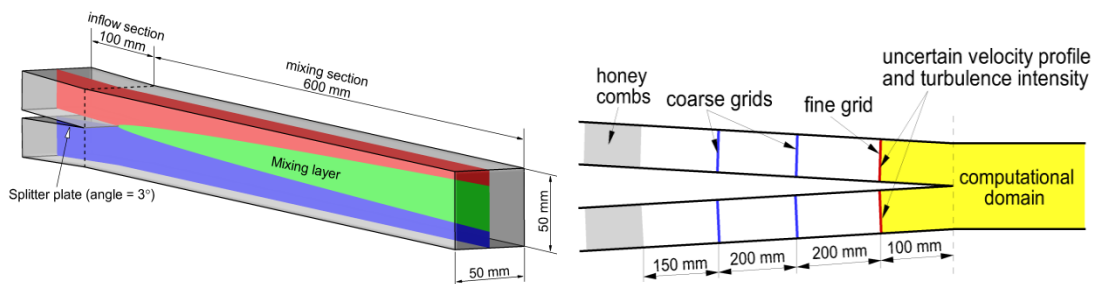 inflow section
100 mm
mixing section
600 mm
Mixing layer
Splitter plate (angle = 3°)
50 mm
50 mm
uncertain velocity profile
and turbulence intensity
honey
combs
coarse grids
fine grid
computational
domain
150 mm
200 mm
200 mm
100 mm